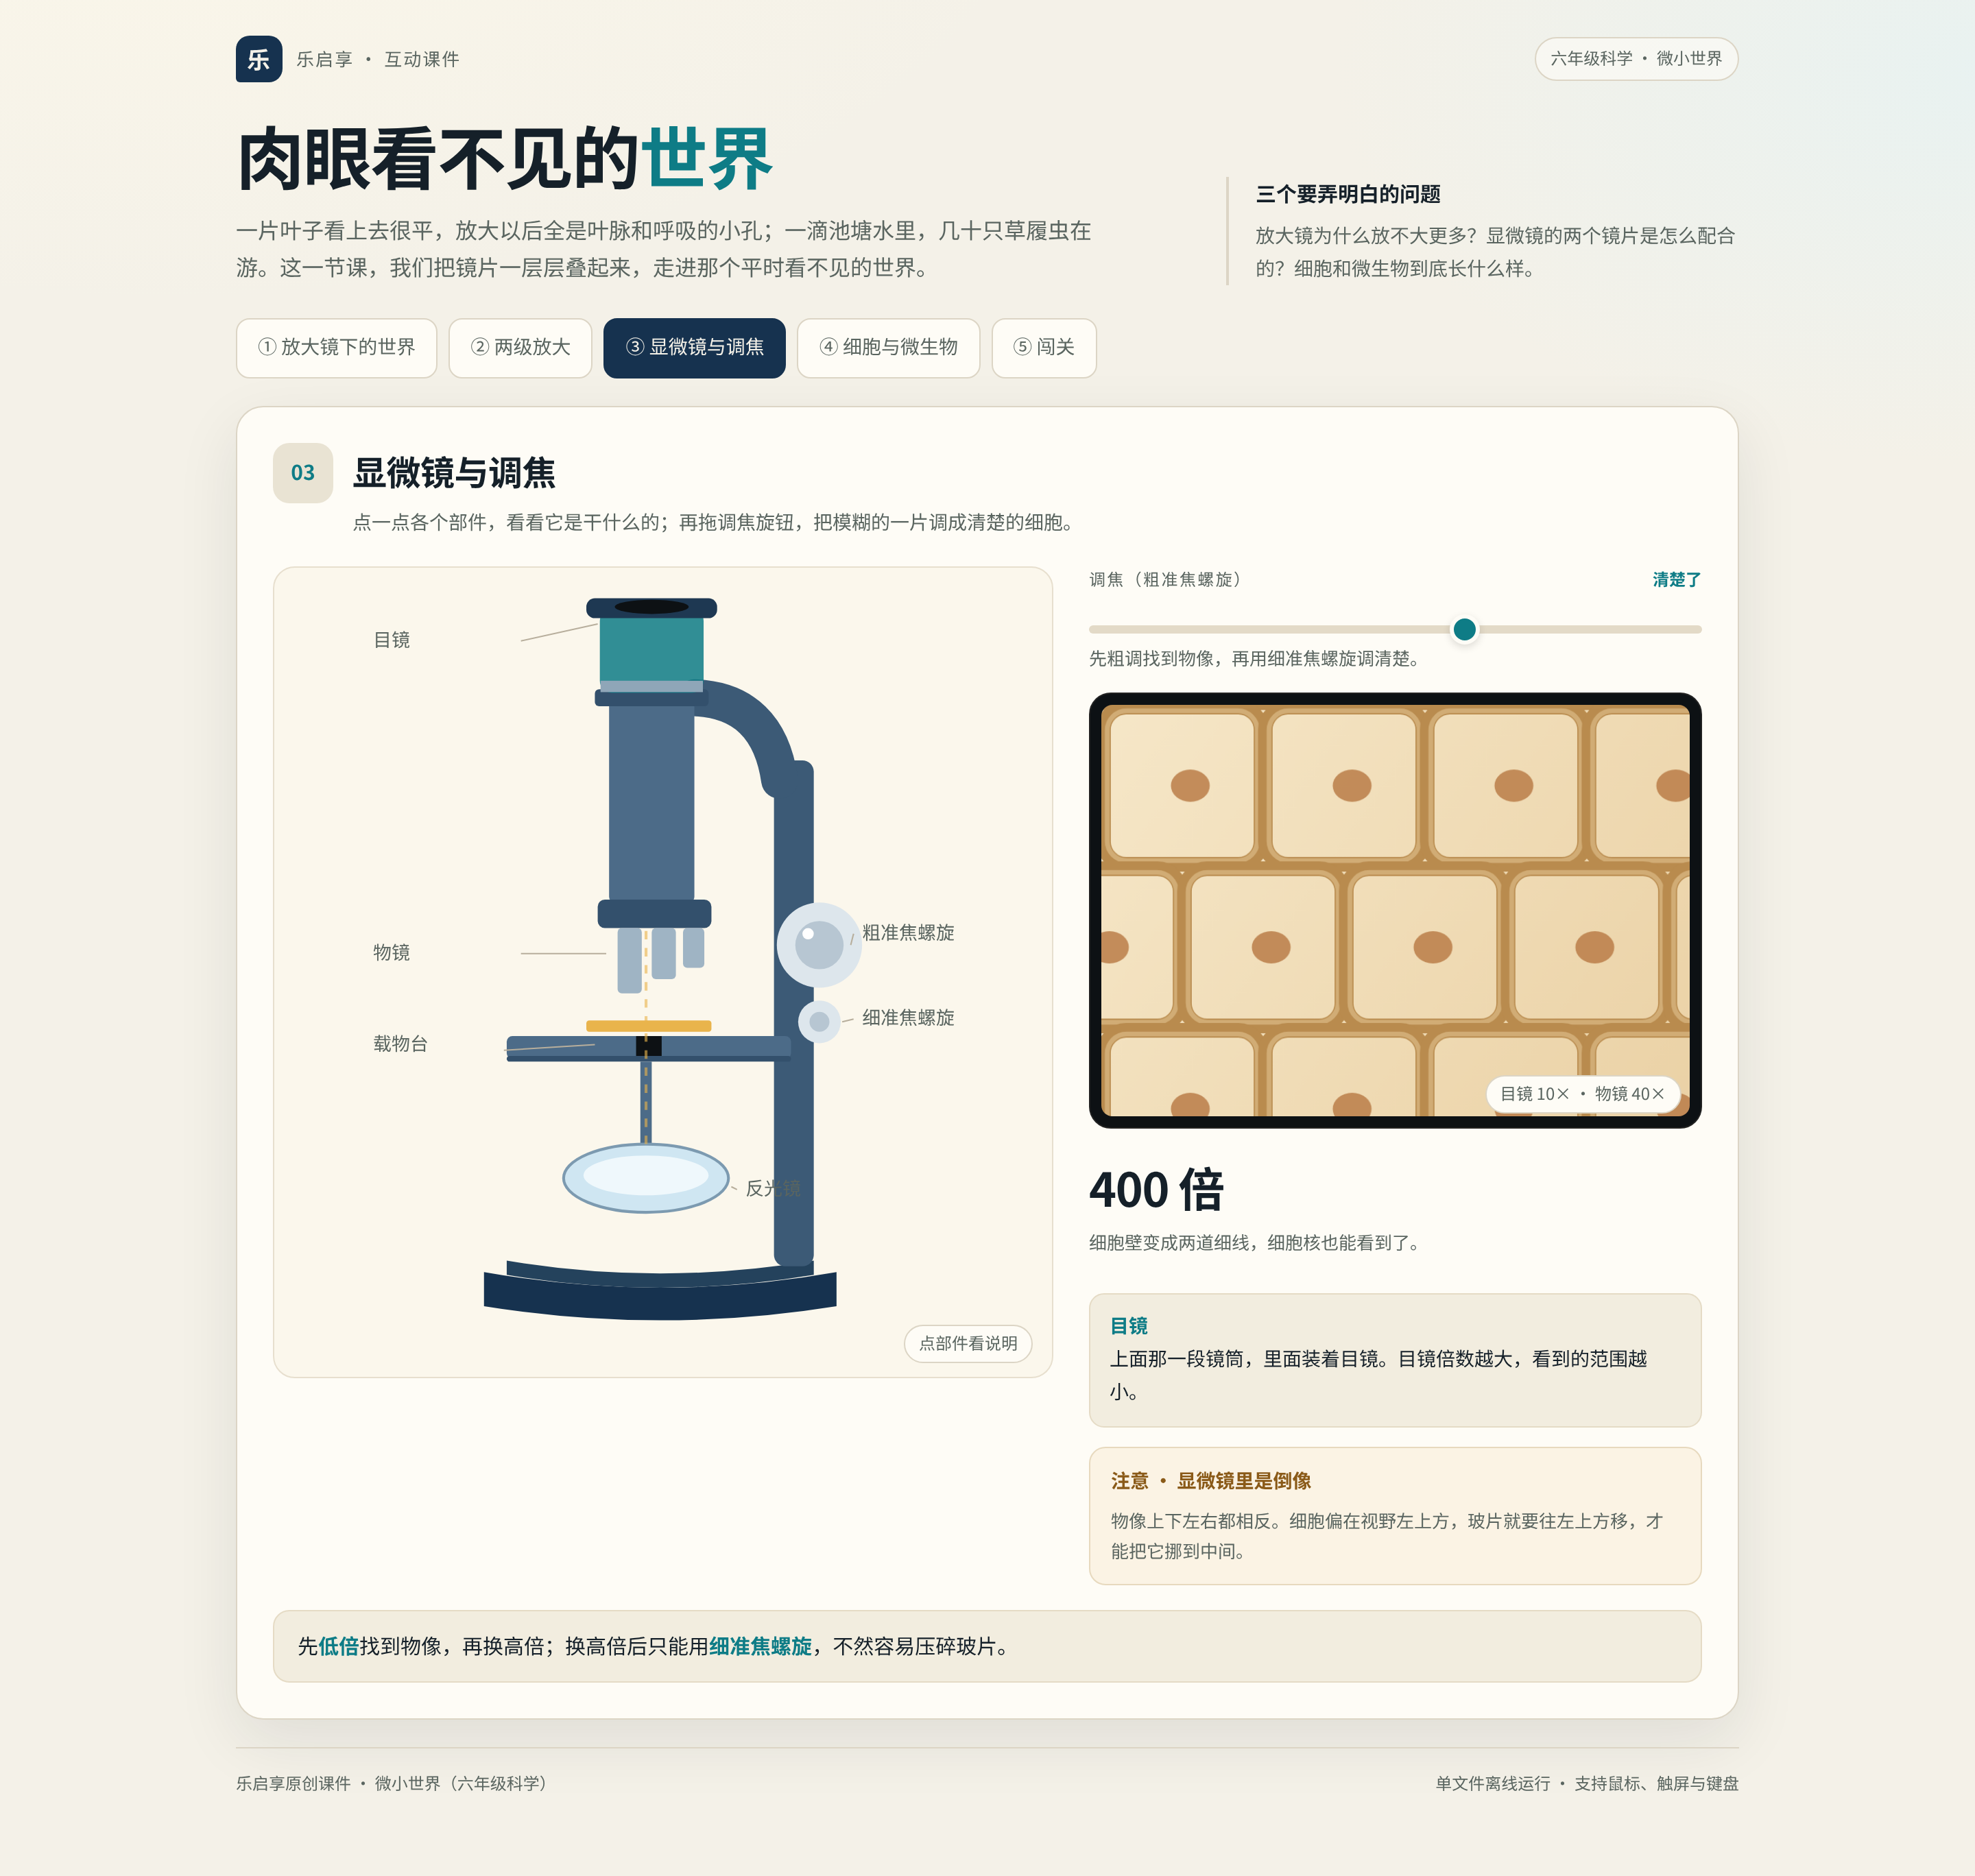 乐
乐启享 · 互动课件
六年级科学 · 微小世界
肉眼看不见的世界
一片叶子看上去很平，放大以后全是叶脉和呼吸的小孔；一滴池塘水里，几十只草履虫在
游。这一节课，我们把镜片一层层叠起来，走进那个平时看不见的世界。
三个要弄明白的问题
放大镜为什么放不大更多？显微镜的两个镜片是怎么配合
的？细胞和微生物到底长什么样。
① 放大镜下的世界
② 两级放大
③ 显微镜与调焦
④ 细胞与微生物
⑤ 闯关
03
显微镜与调焦
点一点各个部件，看看它是干什么的；再拖调焦旋钮，把模糊的一片调成清楚的细胞。
目镜
物镜
载物台
粗准焦螺旋
细准焦螺旋
反光镜
点部件看说明
调焦（粗准焦螺旋）
清楚了
先粗调找到物像，再用细准焦螺旋调清楚。
目镜 10× · 物镜 40×
400 倍
细胞壁变成两道细线，细胞核也能看到了。
目镜
上面那一段镜筒，里面装着目镜。目镜倍数越大，看到的范围越
小。
注意 · 显微镜里是倒像
物像上下左右都相反。细胞偏在视野左上方，玻片就要往左上方移，才
能把它挪到中间。
先低倍找到物像，再换高倍；换高倍后只能用细准焦螺旋，不然容易压碎玻片。
乐启享原创课件 · 微小世界（六年级科学）
单文件离线运行 · 支持鼠标、触屏与键盘